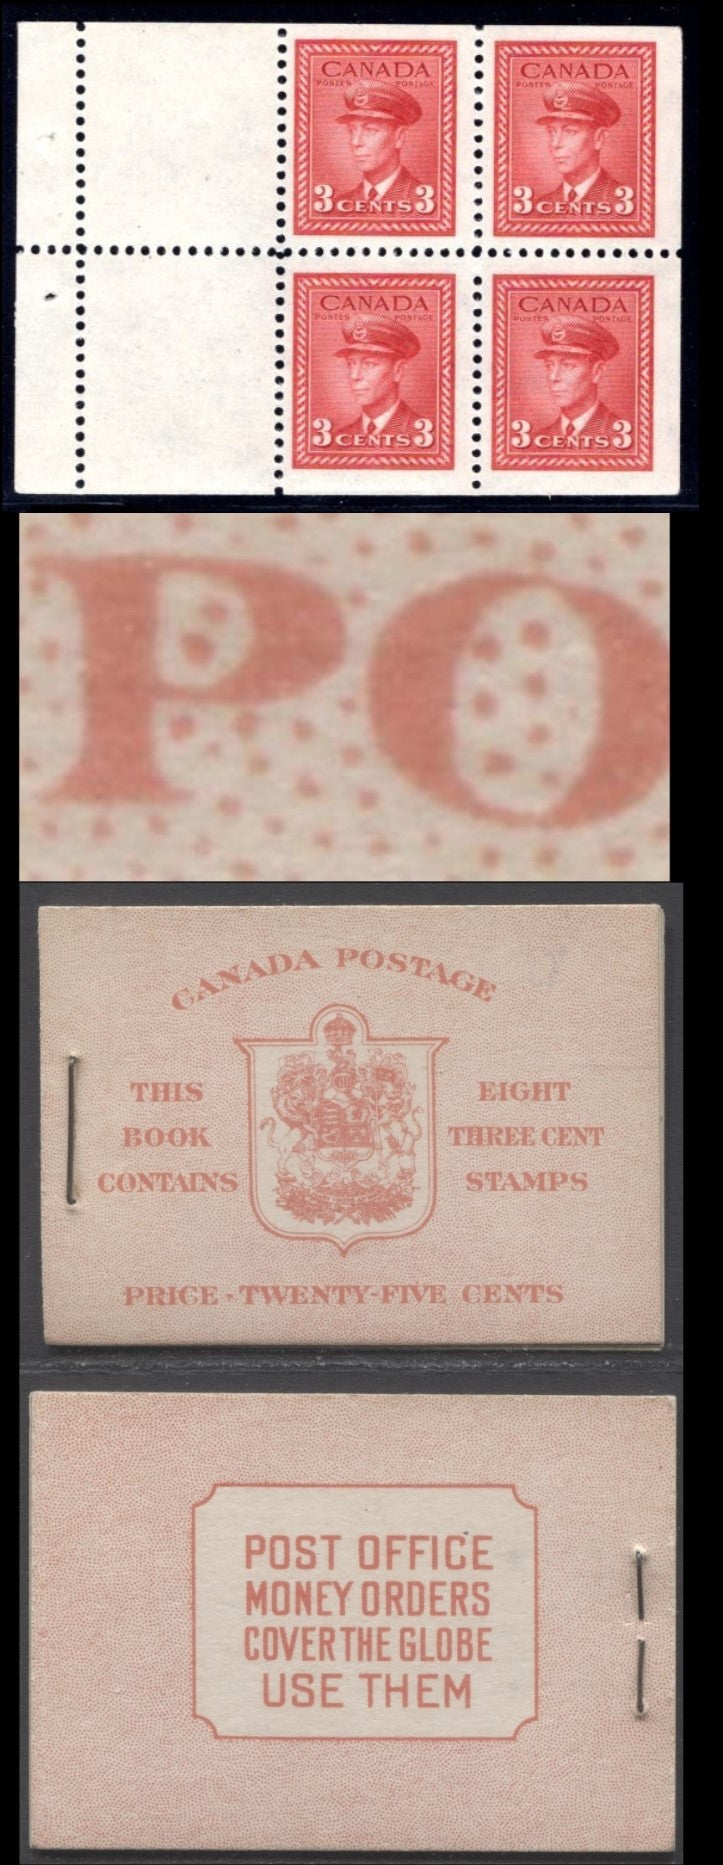 CANADA
POSTES POSTAGE
3 CENTS 3
CANADA
POSTES POSTAGE
3 CENTS 3
CANADA
POSTES POSTAGE
3 CENTS 3
CANADA
POSTES POSTAGE
3 CENTS 3
PO
CANADA POSTAGE
THIS
BOOK
CONTAINS
EIGHT
THREE CENT
STAMPS
PRICE · TWENTY-FIVE CENTS
POST OFFICE
MONEY ORDERS
COVER THE GLOBE
USE THEM